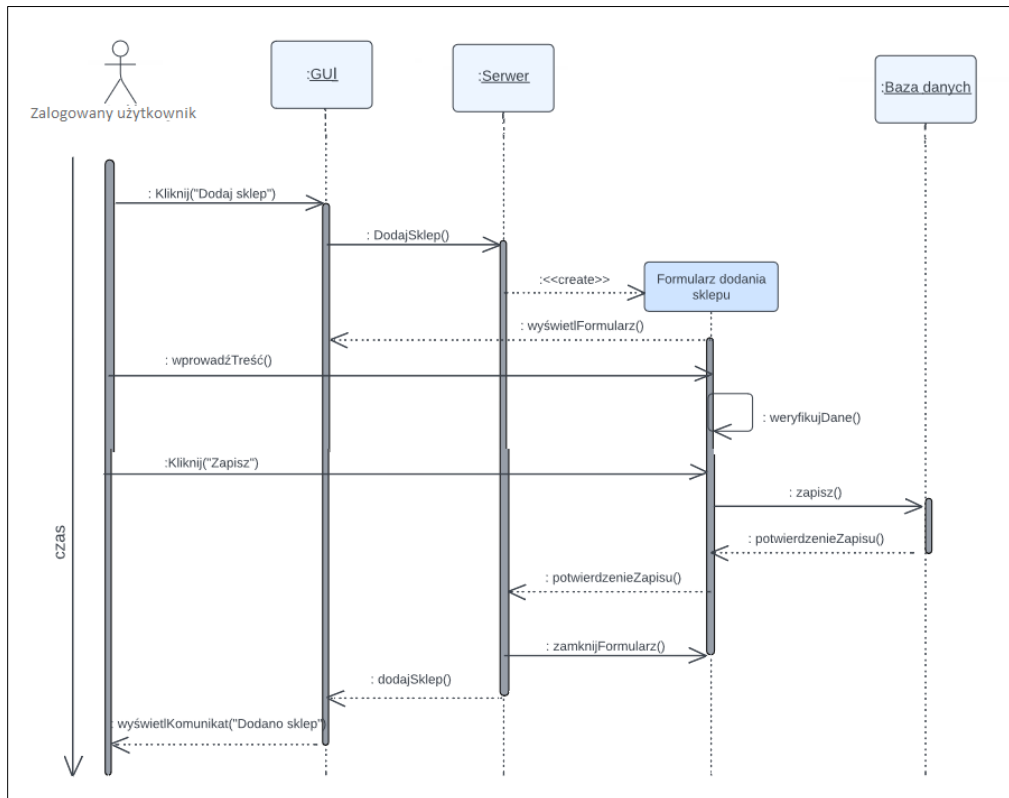 :GUI
:Serwer
:Baza danych
Zalogowany użytkownik
: Kliknij("Dodaj sklep")
: DodajSklep()
:<<create>>
Formularz dodania
sklepu
: wyświetlFormularz()
: wprowadźTreść()
: weryfikujDane()
:Kliknij("Zapisz")
: zapisz()
czas
: potwierdzenieZapisu()
: potwierdzenieZapisu()
: zamknijFormularz()
: dodajSklep()
: wyświetlKomunikat("Dodano sklep")